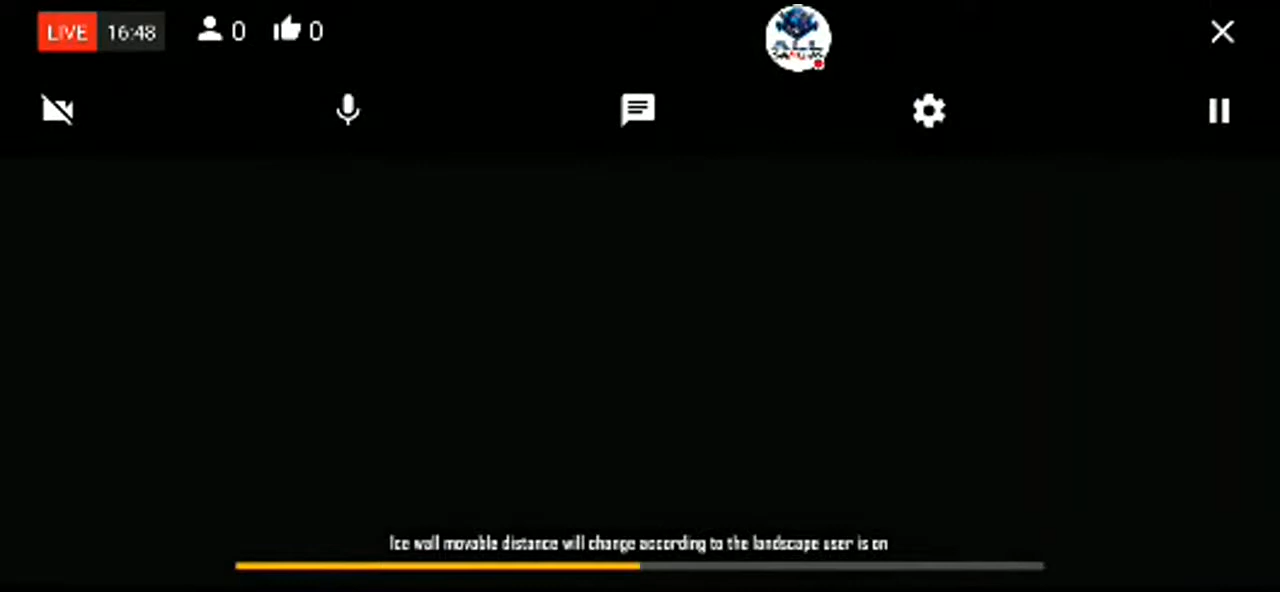 LIVE 16:48 0 0
Ice wall movable distance will change according to the landscape user is on